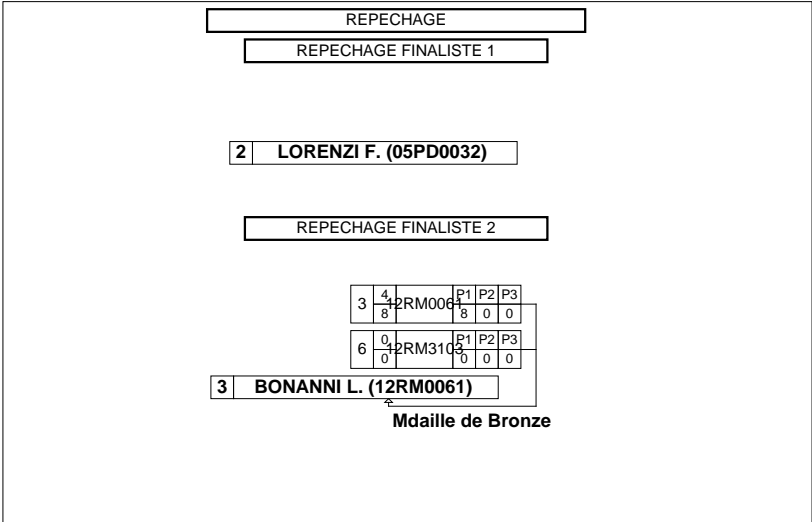 REPECHAGE
REPECHAGE FINALISTE 1
2 LORENZI F. (05PD0032)
REPECHAGE FINALISTE 2
3 4 8 12RM0061 P1 P2 P3 8 0 0
6 0 0 12RM3103 P1 P2 P3 0 0 0
3 BONANNI L. (12RM0061)
Mdaille de Bronze